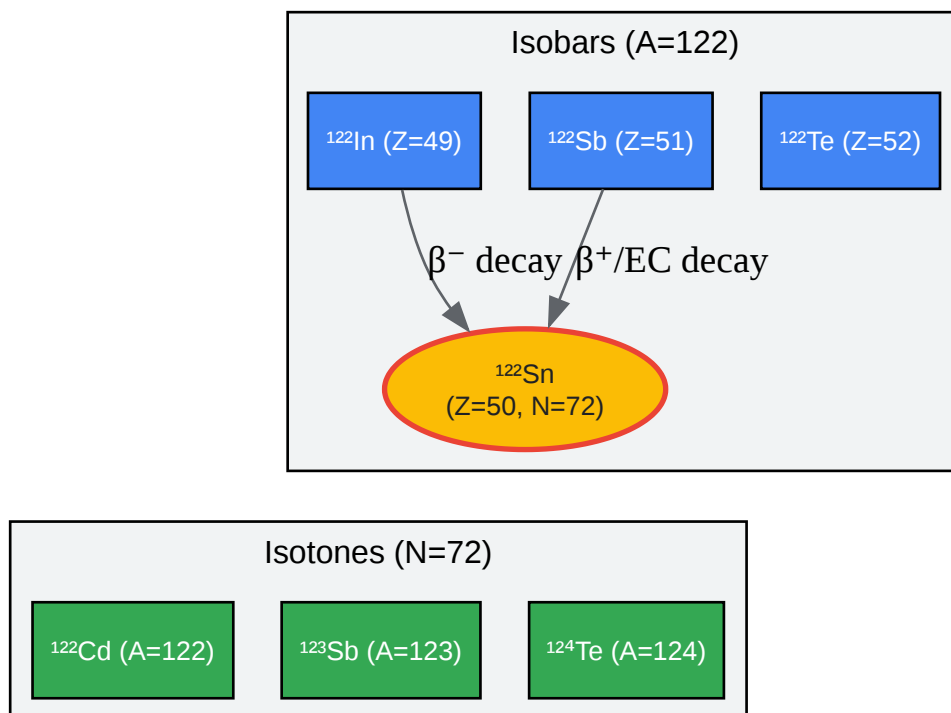 Isobars (A=122)
¹²²In (Z=49)
¹²²Sb (Z=51)
¹²²Te (Z=52)
β⁻ decay
β⁺/EC decay
¹²²Sn
(Z=50, N=72)
Isotones (N=72)
¹²²Cd (A=122)
¹²³Sb (A=123)
¹²⁴Te (A=124)